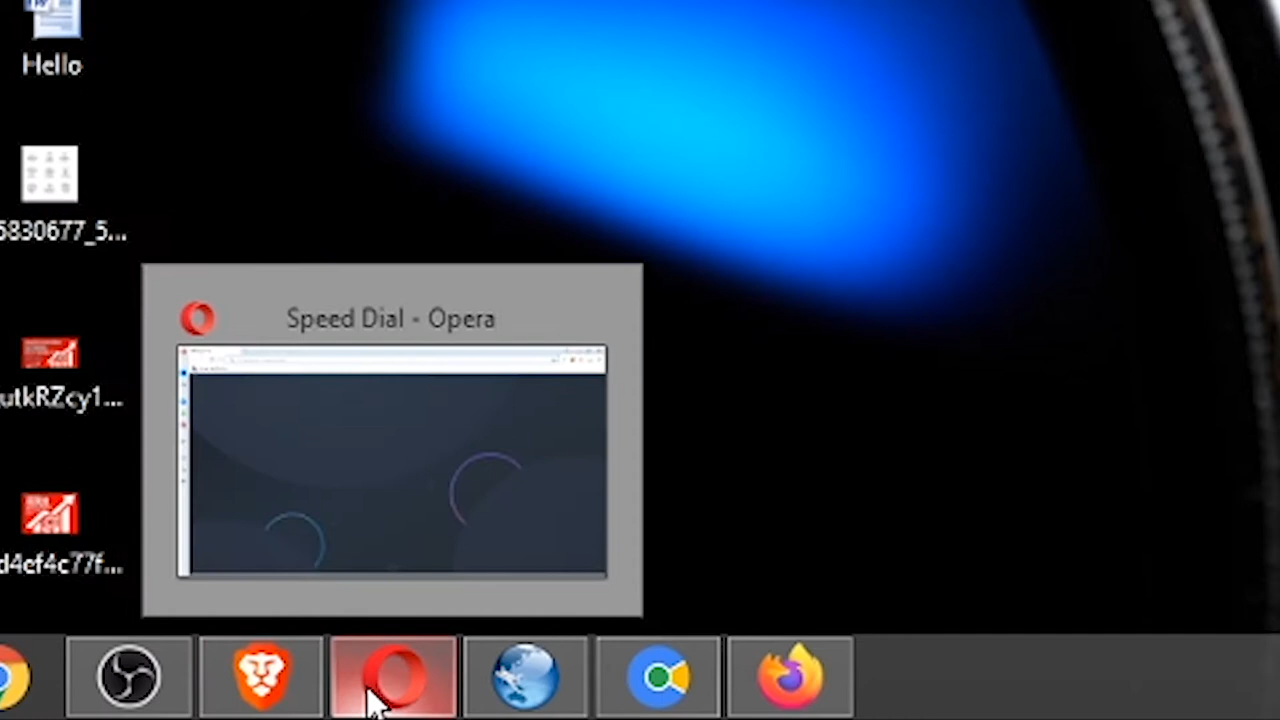 Hello
5830677_5...
utkRZcy1...
Speed Dial - Opera
d4ef4c77f...